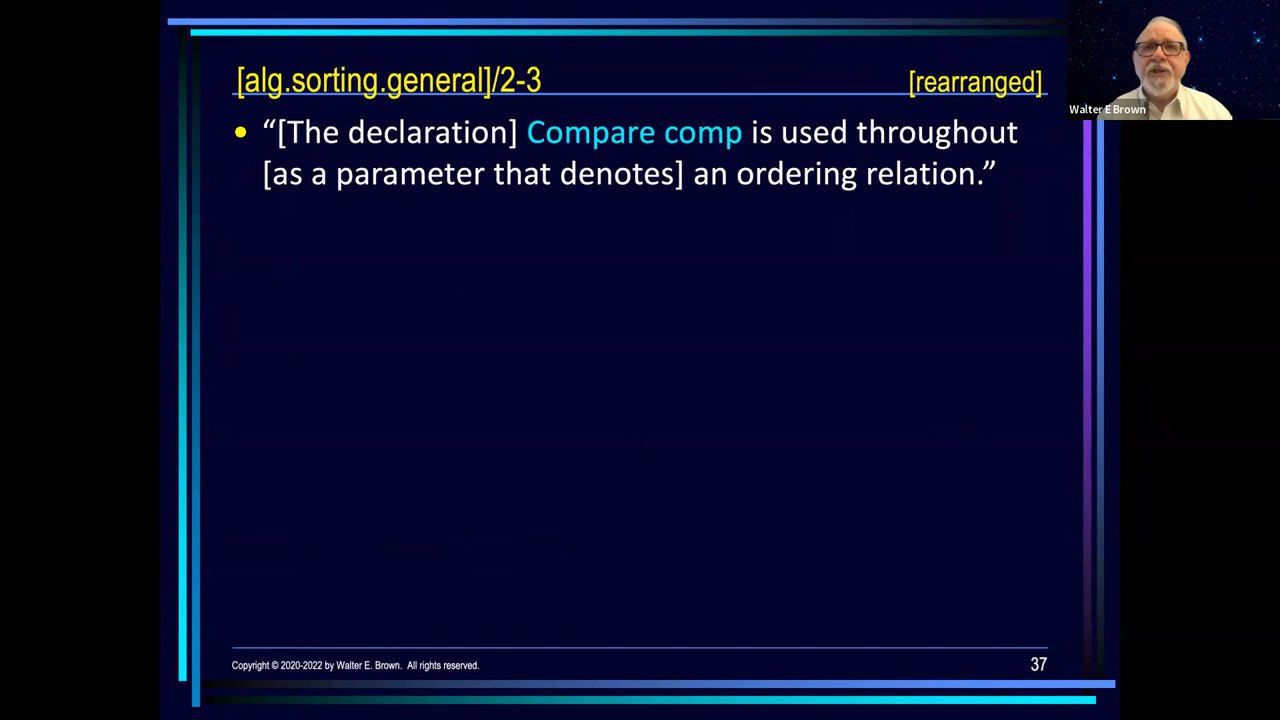 [alg.sorting.general]/2-3
[rearranged]
Walter E Brown
• “[The declaration] Compare comp is used throughout
[as a parameter that denotes] an ordering relation.”
Copyright © 2020-2022 by Walter E. Brown. All rights reserved.
37